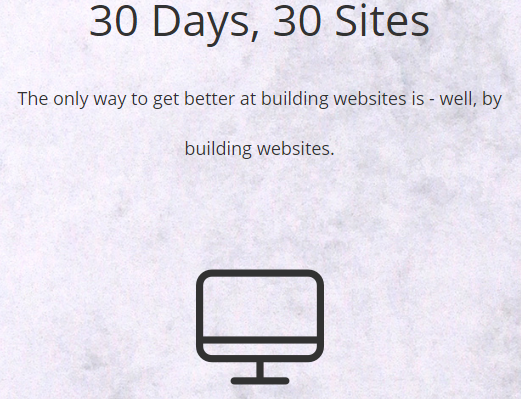 30 Days, 30 Sites
The only way to get better at building websites is - well, by
building websites.